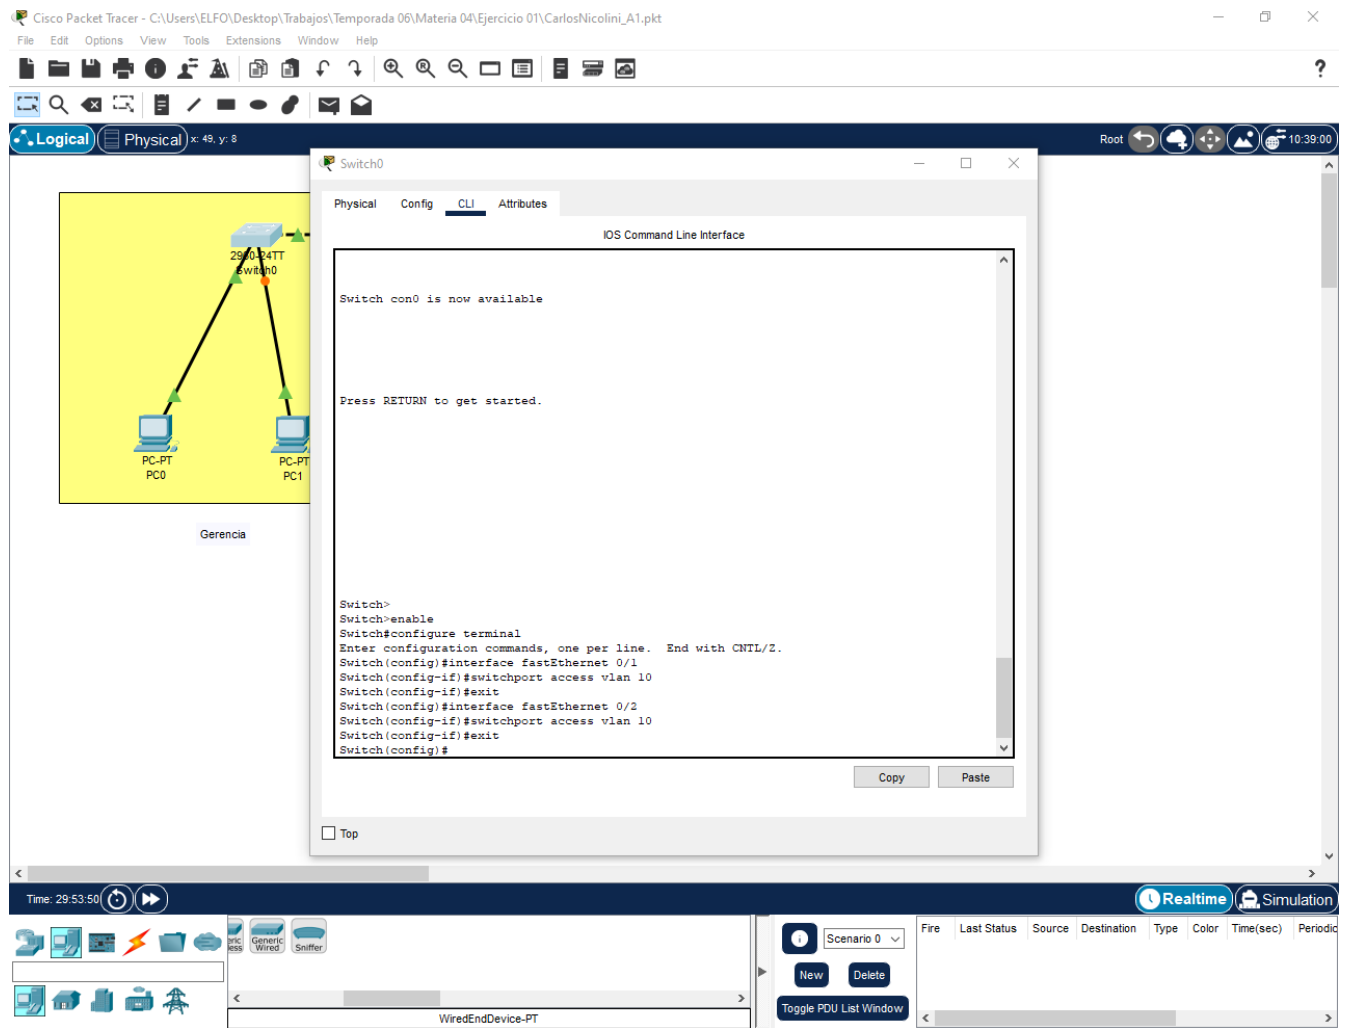 Cisco Packet Tracer - C:\Users\ELFO\Desktop\Trabajos\Temporada 06\Materia 04\Ejercicio 01\CarlosNicolini_A1.pkt
File Edit Options View Tools Extensions Window Help
Logical Physical x: 49, y: 8 Root 10:39:00
Switch0
Physical Config CLI Attributes
IOS Command Line Interface
2960-24TT
Switch0
Switch con0 is now available
Press RETURN to get started.
PC-PT
PC0
PC-PT
PC1
Gerencia
Switch>
Switch>enable
Switch#configure terminal
Enter configuration commands, one per line.  End with CNTL/Z.
Switch(config)#interface fastEthernet 0/1
Switch(config-if)#switchport access vlan 10
Switch(config-if)#exit
Switch(config)#interface fastEthernet 0/2
Switch(config-if)#switchport access vlan 10
Switch(config-if)#exit
Switch(config)#
Copy Paste
Top
Time: 29:53:50 Realtime Simulation
Generic
Wired
Sniffer
WiredEndDevice-PT
Scenario 0
New Delete
Toggle PDU List Window
Fire Last Status Source Destination Type Color Time(sec) Periodic